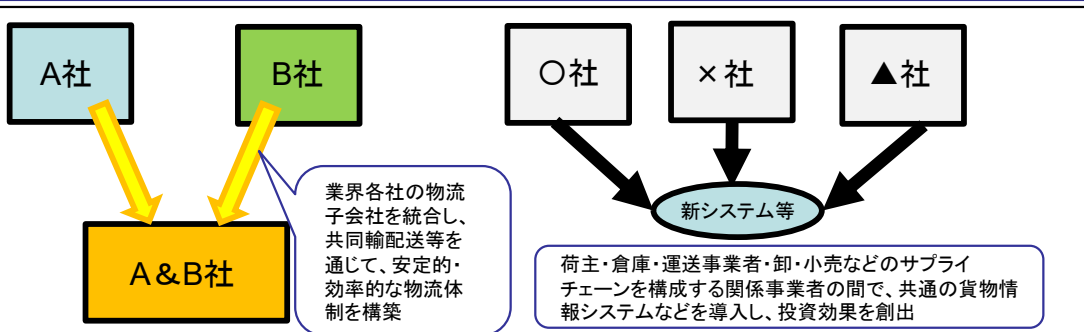 A社
B社
業界各社の物流
子会社を統合し、
共同輸配送等を
通じて、安定的・
効率的な物流体
制を構築
A&B社
〇社
×社
▲社
新システム等
荷主・倉庫・運送事業者・卸・小売などのサプライ
チェーンを構成する関係事業者の間で、共通の貨物情
報システムなどを導入し、投資効果を創出